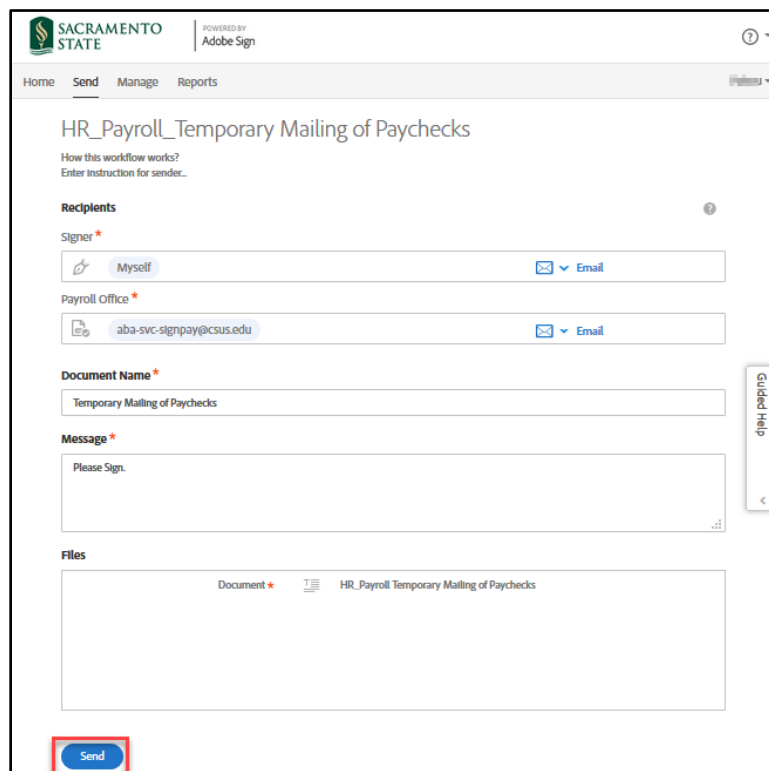 SACRAMENTO
STATE
POWERED BY
Adobe Sign
Home Send Manage Reports
HR_Payroll_Temporary Mailing of Paychecks
How this workflow works?
Enter instruction for sender...
Recipients
Signer *
Myself Email
Payroll Office *
aba-svc-signpay@csus.edu Email
Document Name *
Temporary Mailing of Paychecks
Message *
Please Sign.
Files
Document * HR_Payroll Temporary Mailing of Paychecks
Send
Guided Help